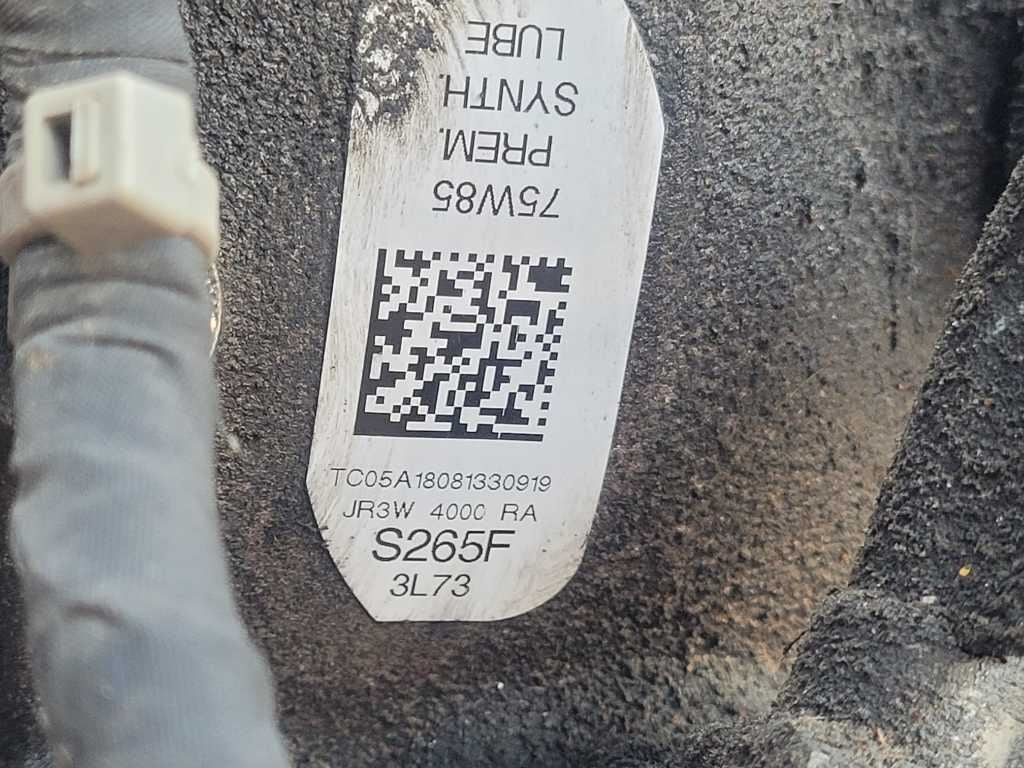 TC05A18081330919
JR3W 4000 RA
S265F
3L73
75W85
PREM.
SYNTH.
LUBE